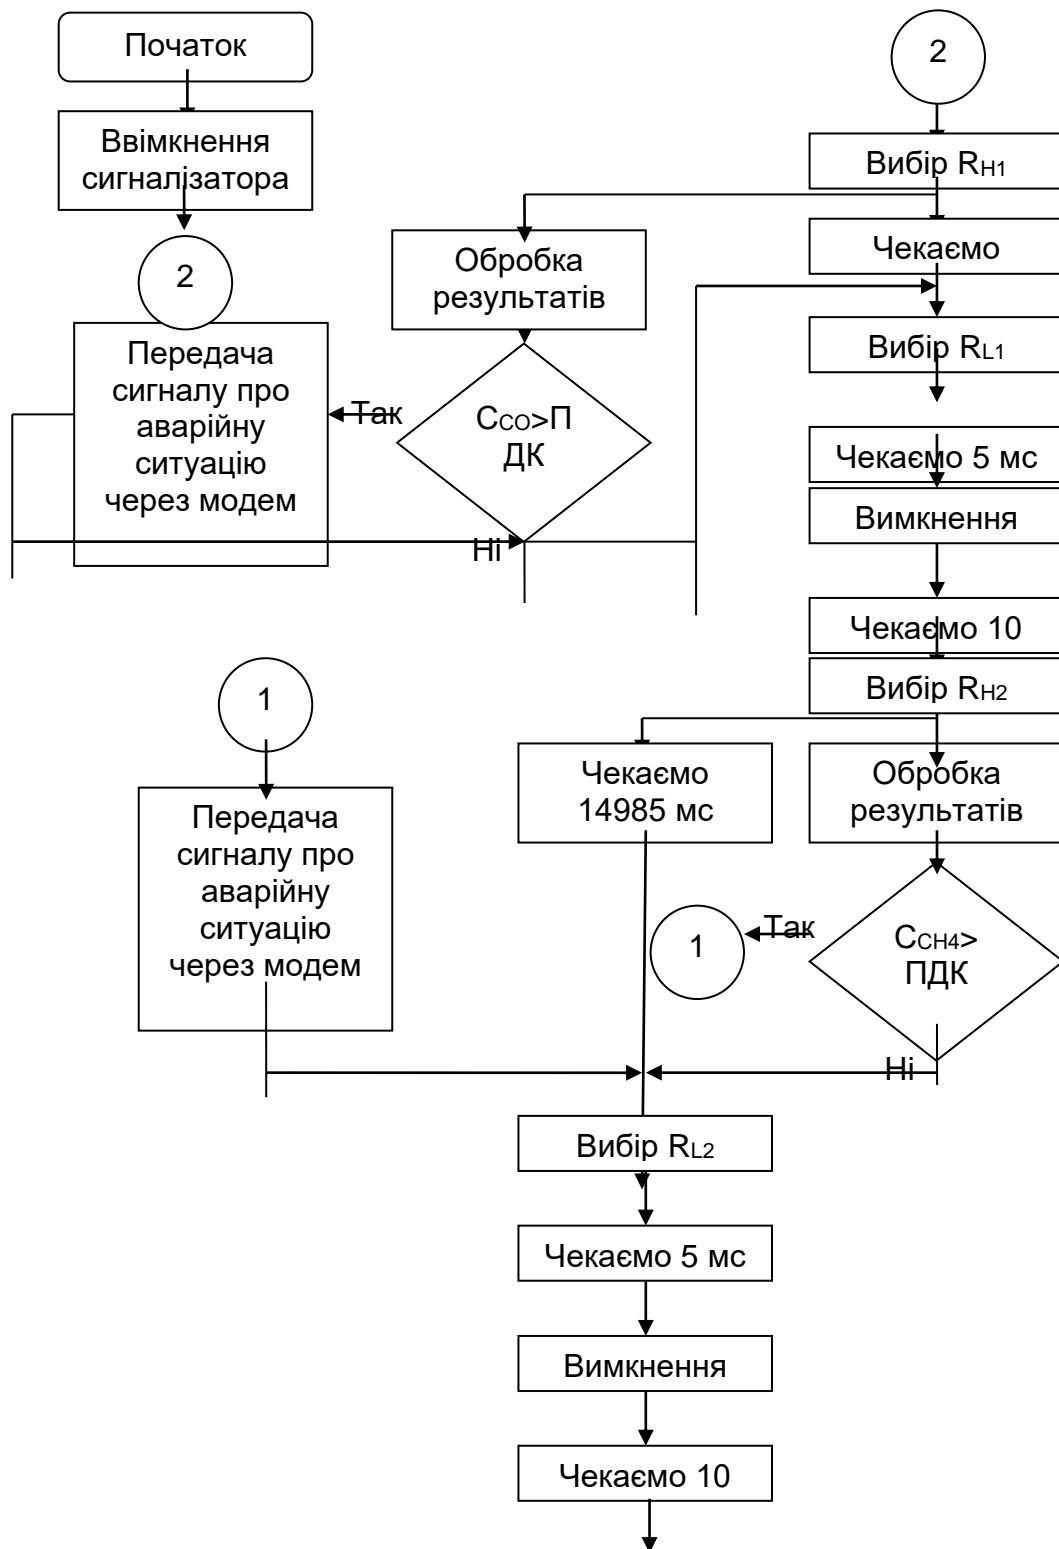 Початок
Ввімкнення
сигналізатора
2
Передача
сигналу про
аварійну
ситуацію
через модем
Обробка
результатів
Так
CCO>П
ДК
Ні
2
Вибір RH1
Чекаємо
Вибір RL1
Чекаємо 5 мс
Вимкнення
Чекаємо 10
Вибір RH2
Чекаємо
14985 мс
Обробка
результатів
1
Передача
сигналу про
аварійну
ситуацію
через модем
1
Так
CCH4>
ПДК
Ні
Вибір RL2
Чекаємо 5 мс
Вимкнення
Чекаємо 10